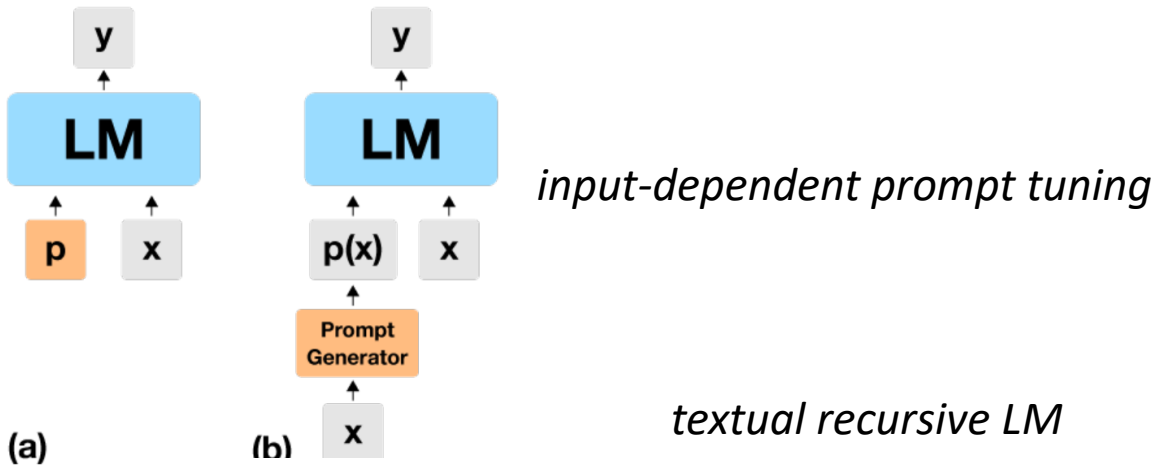 y
y
LM
LM
input-dependent prompt tuning
p
x
p(x)
x
Prompt
Generator
x
textual recursive LM
(a)
(b)